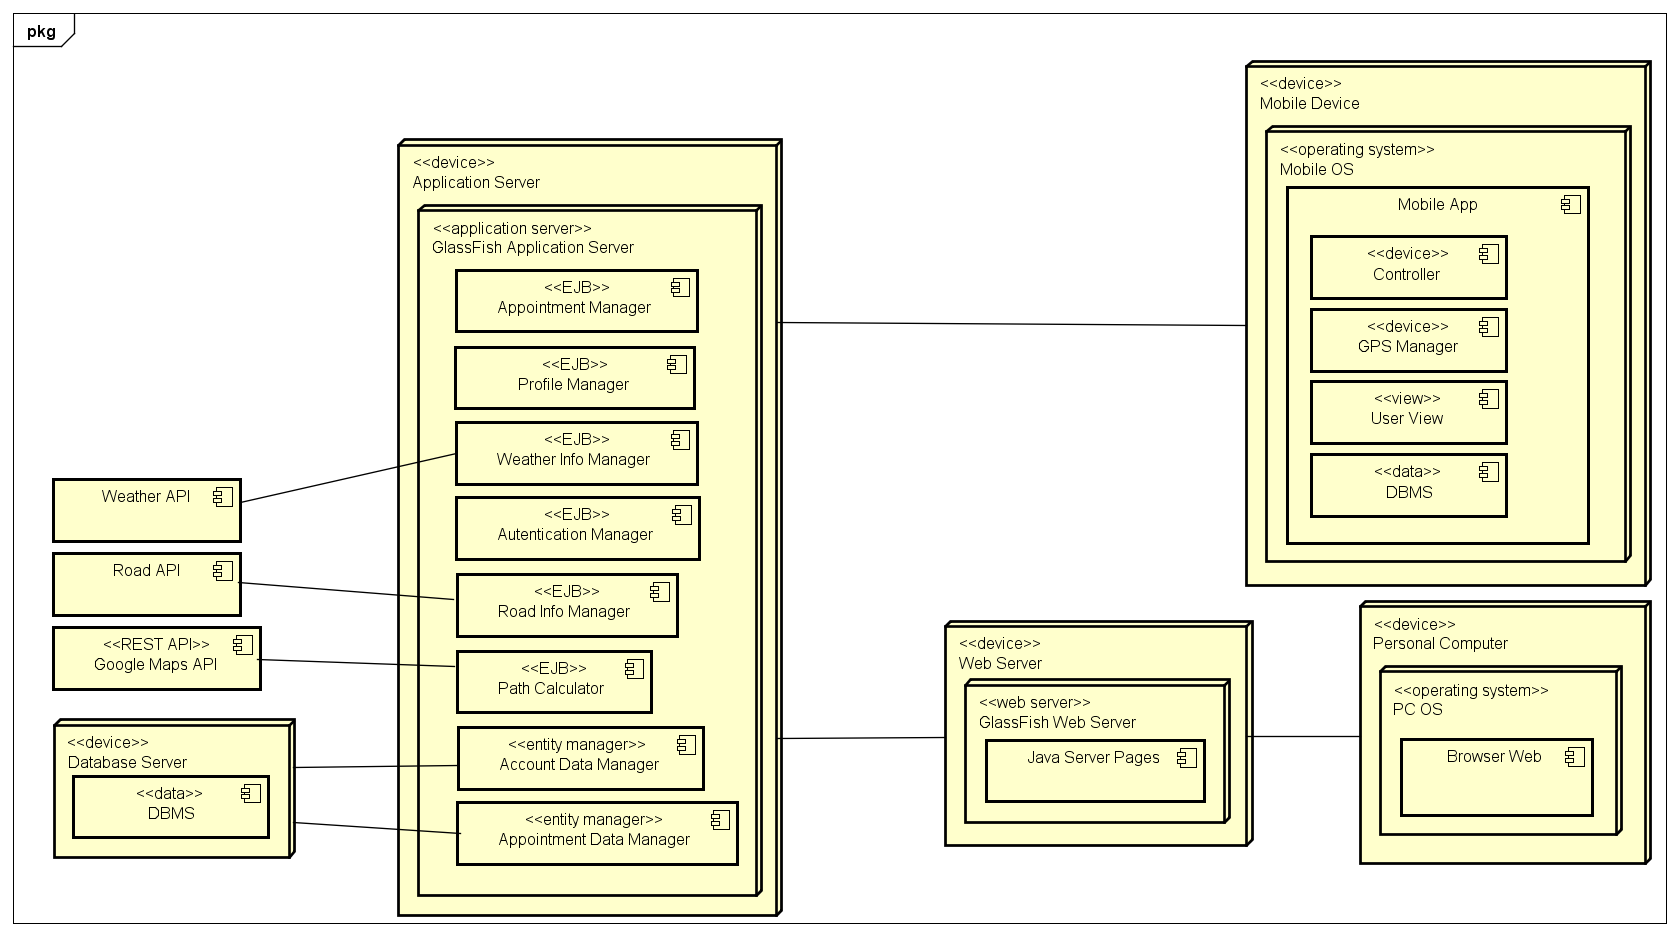 pkg
<<device>>
Application Server
<<application server>>
GlassFish Application Server
<<EJB>>
Appointment Manager
<<EJB>>
Profile Manager
<<EJB>>
Weather Info Manager
<<EJB>>
Autentication Manager
<<EJB>>
Road Info Manager
<<EJB>>
Path Calculator
<<entity manager>>
Account Data Manager
<<entity manager>>
Appointment Data Manager
Weather API
Road API
<<REST API>>
Google Maps API
<<device>>
Database Server
<<data>>
DBMS
<<device>>
Mobile Device
<<operating system>>
Mobile OS
Mobile App
<<device>>
Controller
<<device>>
GPS Manager
<<view>>
User View
<<data>>
DBMS
<<device>>
Web Server
<<web server>>
GlassFish Web Server
Java Server Pages
<<device>>
Personal Computer
<<operating system>>
PC OS
Browser Web